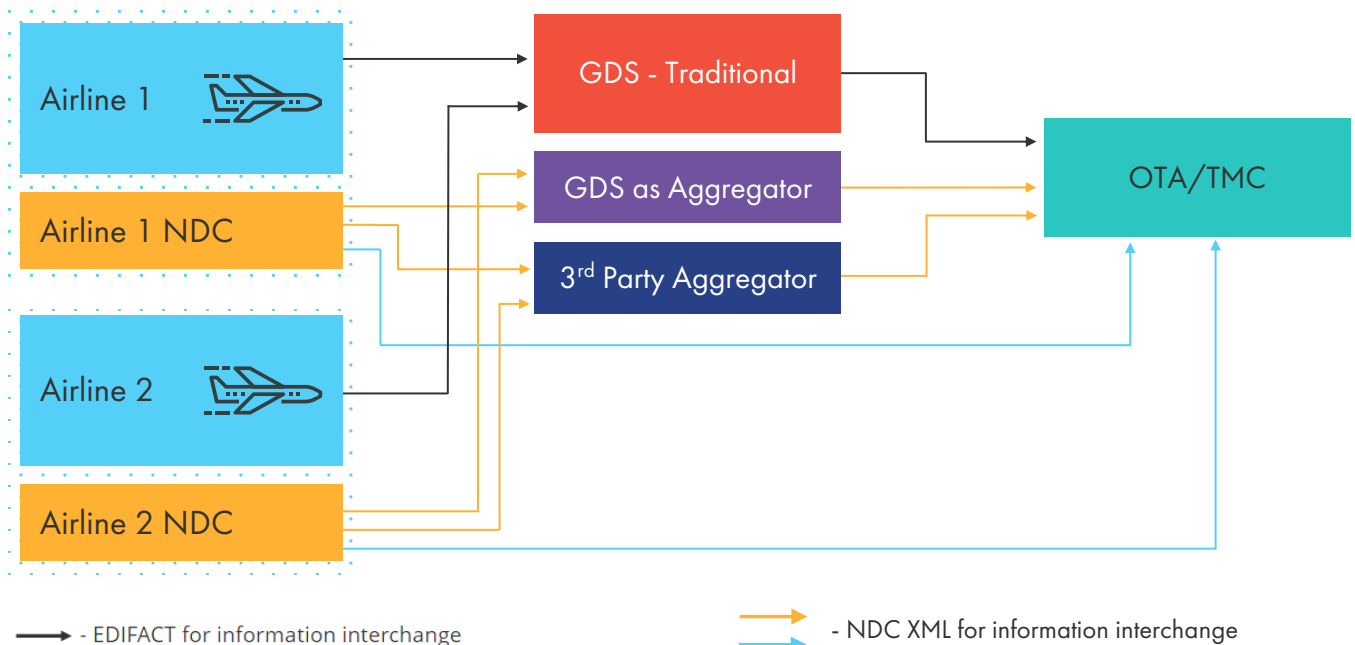 Airline 1
GDS - Traditional
OTA/TMC
GDS as Aggregator
Airline 1 NDC
3rd Party Aggregator
Airline 2
Airline 2 NDC
- EDIFACT for information interchange
- NDC XML for information interchange